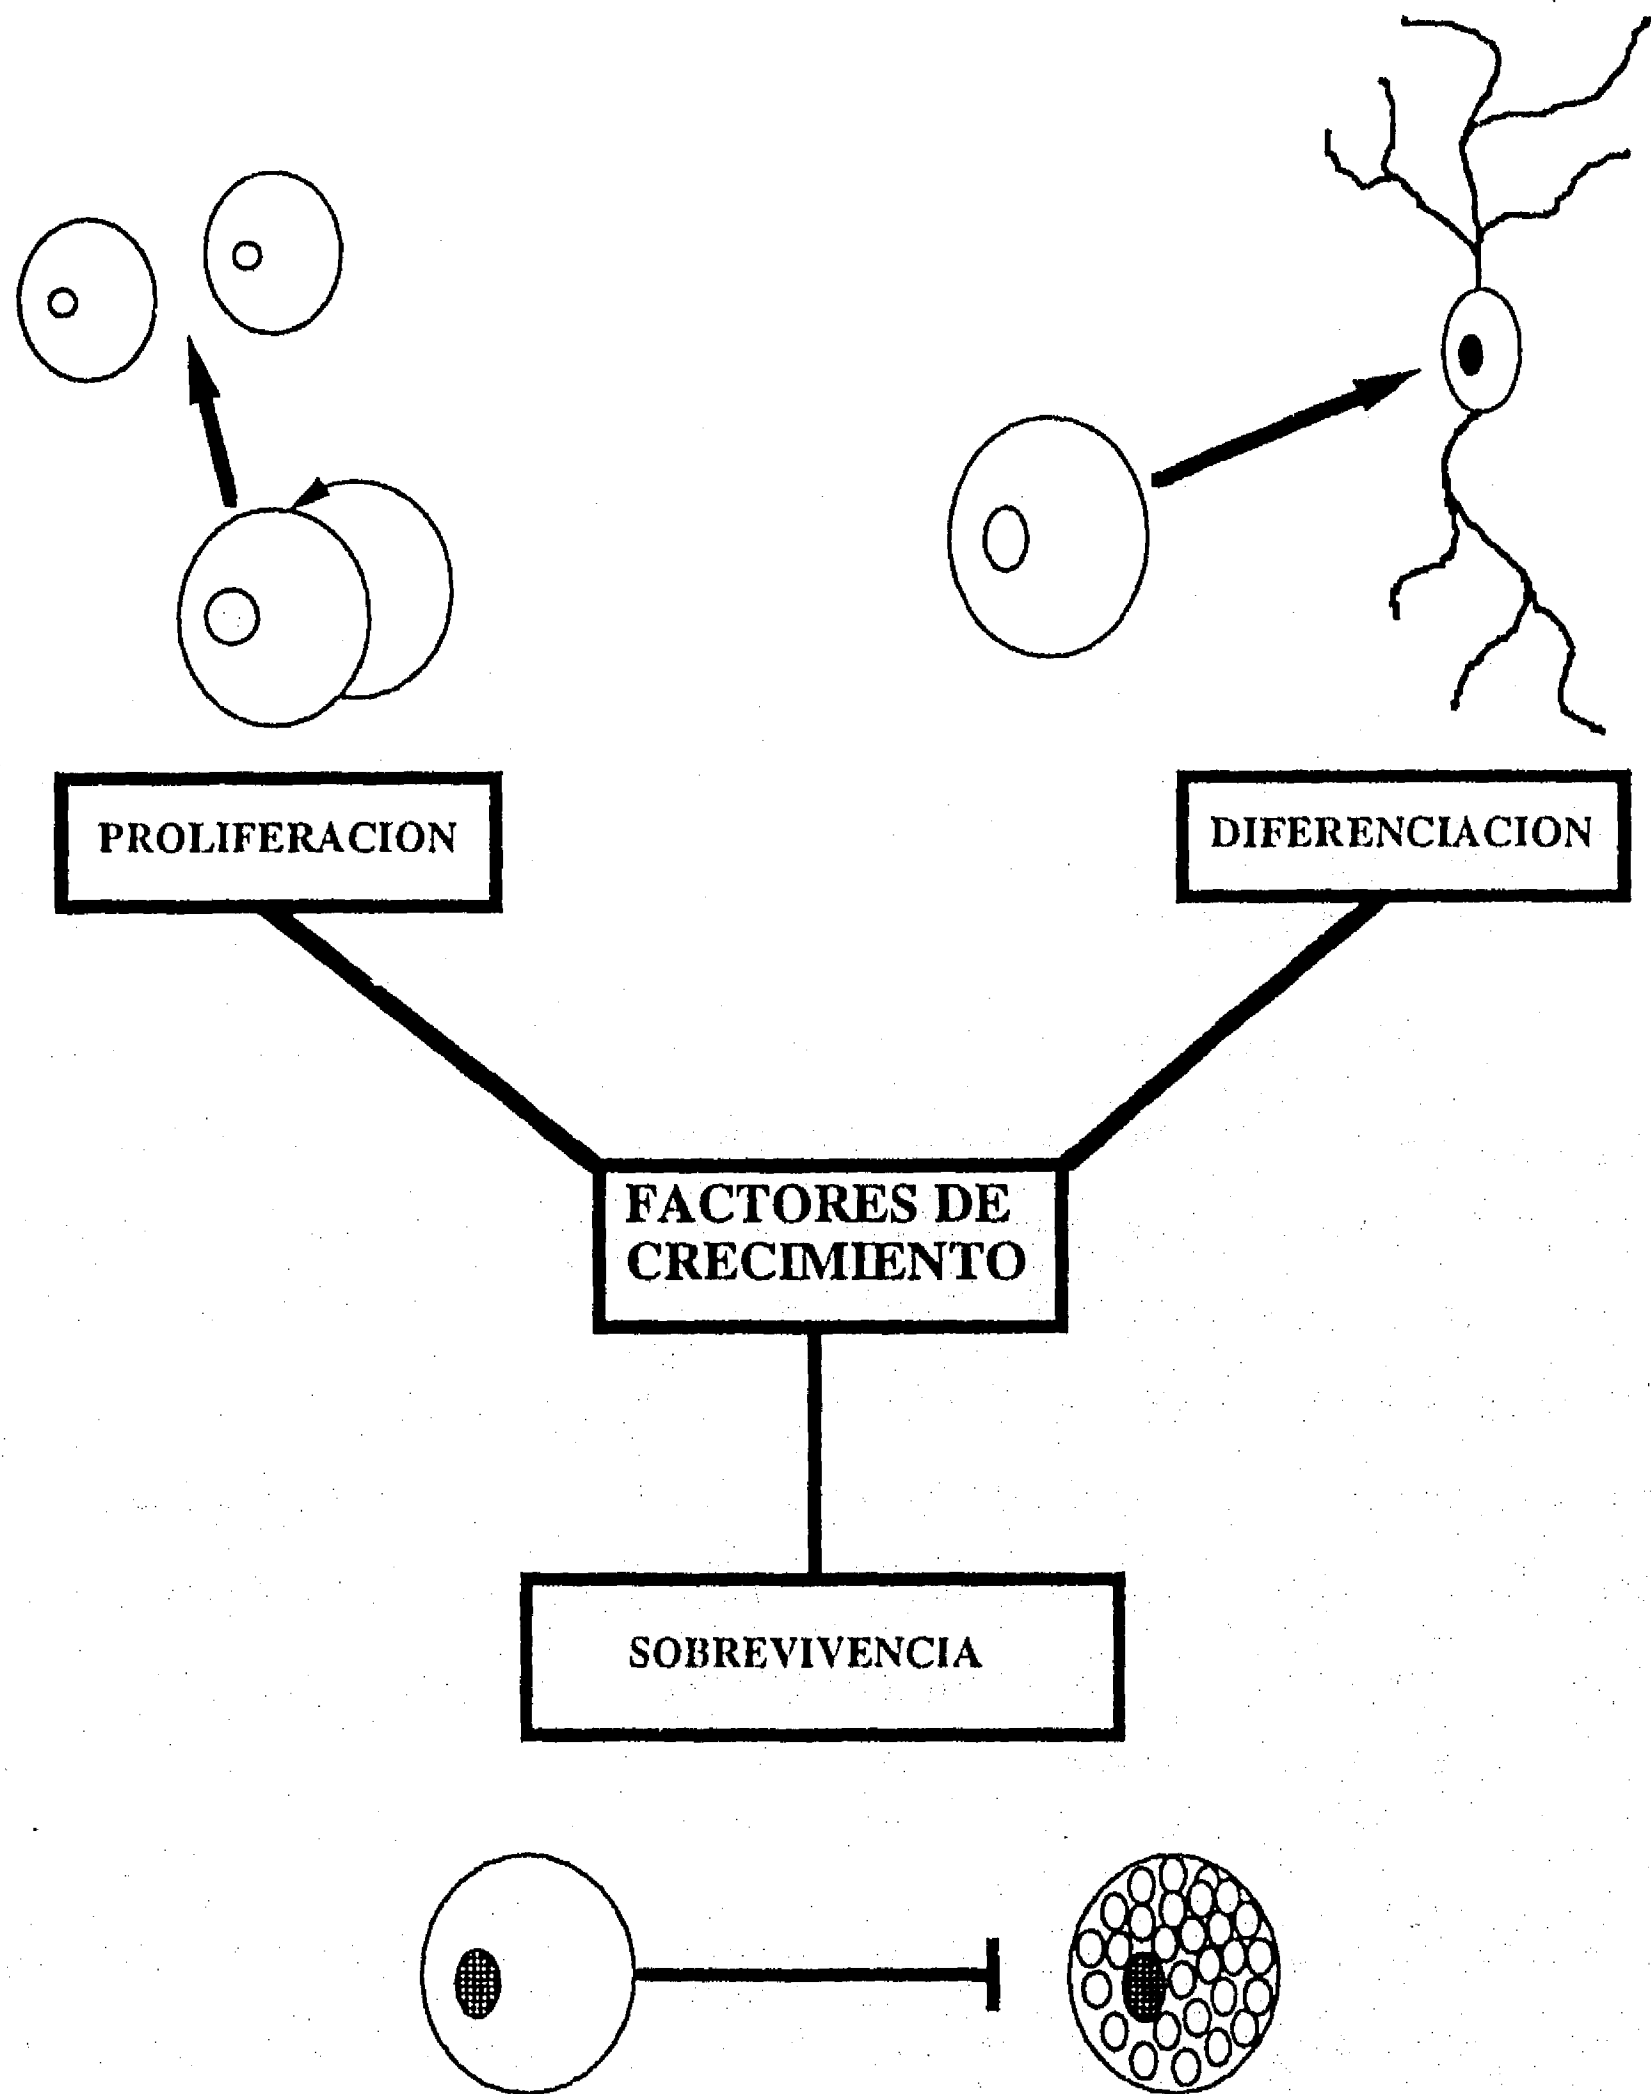 PROLIFERACION
DIFERENCIACION
FACTORES DE
CRECIMIENTO
SOBREVIVENCIA